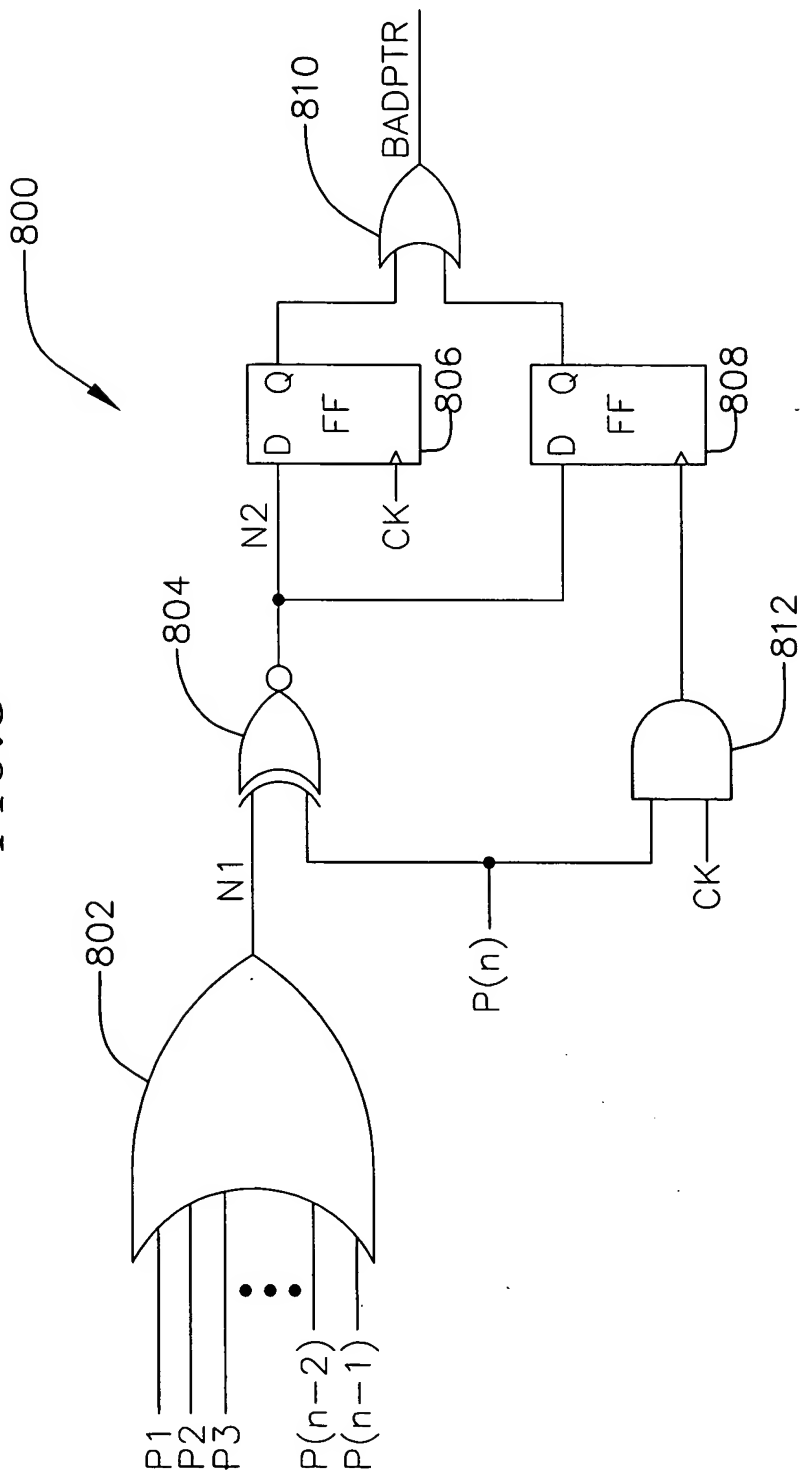 800
802
804
810
N1
N2
BADPTR
D Q
FF
CK
806
P1
P2
P3
P(n-2)
P(n-1)
P(n)
D Q
FF
808
CK
812